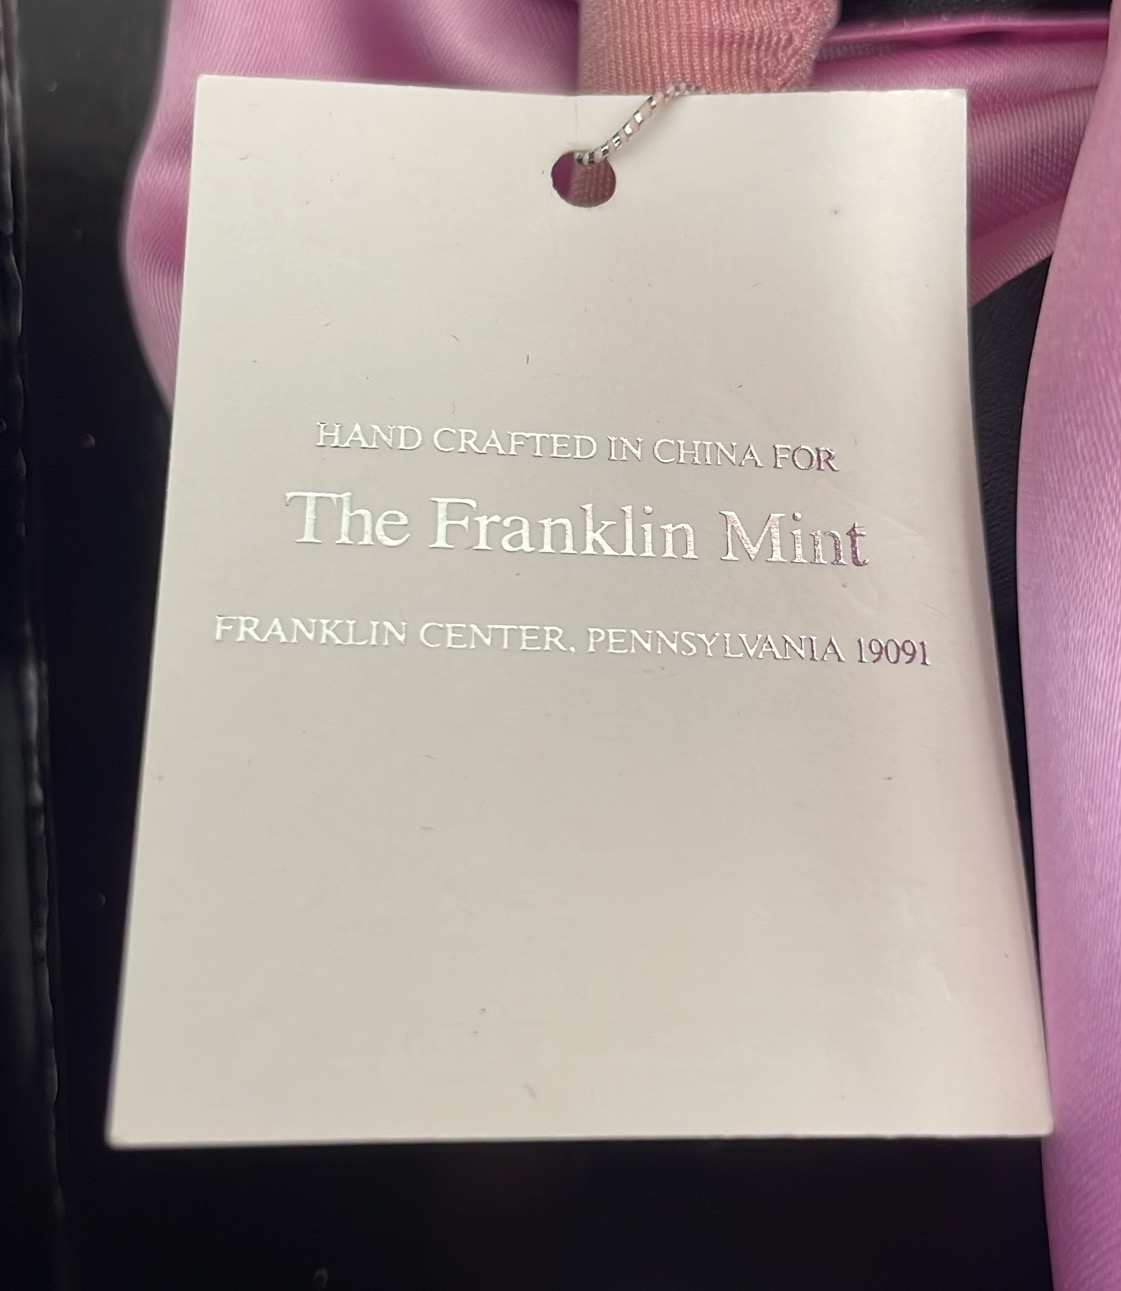 HAND CRAFTED IN CHINA FOR
The Franklin Mint
FRANKLIN CENTER, PENNSYLVANIA 19091